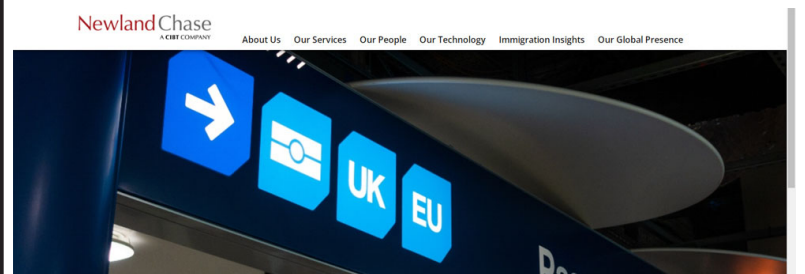 Newland Chase
A CIBT COMPANY
About Us Our Services Our People Our Technology Immigration Insights Our Global Presence
UK
EU